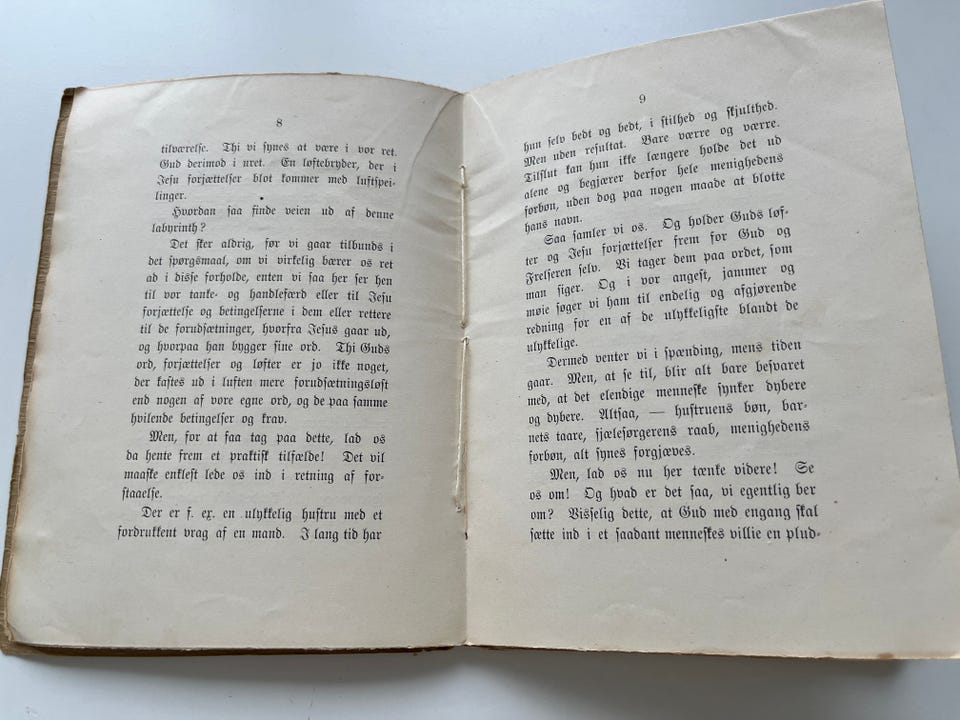 8
tilværelse. Thi vi synes at være i vor ret.
Gud derimod i uret. En løftebryder, der i
Jesu forjættelser blot kommer med luftspei-
linger.
Hvordan saa finde veien ud af denne
labyrinth?
Det sker aldrig, før vi gaar tilbunds i
det spørgsmaal, om vi virkelig bærer os ret
ad i disse forholde, enten vi saa her ser hen
til vor tanke- og handlefærd eller til Jesu
forjættelse og betingelserne i dem eller rettere
til de forudsætninger, hvorfra Jesus gaar ud,
og hvorpaa han bygger sine ord. Thi Guds
ord, forjættelser og løfter er jo ikke noget,
der kastes ud i luften mere forudsætningsløst
end nogen af vore egne ord, og de paa samme
hvilende betingelser og krav.
Men, for at faa tag paa dette, lad os
da hente frem et praktisk tilfælde! Det vil
maaske enklest lede os ind i retning af for-
staaelse.
Der er f. ex. en ulykkelig hustru med et
fordrukkent vrag af en mand. I lang tid har
9
hun selv bedt og bedt, i stilhed og skjulthed.
Men uden resultat. Bare værre og værre.
Tilslut kan hun ikke længere holde det ud
alene og begjærer derfor hele menighedens
forbøn, uden dog paa nogen maade at blotte
hans navn.
Saa samler vi os. Og holder Guds løf-
ter og Jesu forjættelser frem for Gud og
Frelseren selv. Vi tager dem paa ordet, som
man siger. Og i vor angest, jammer og
møie søger vi ham til endelig og afgjørende
redning for en af de ulykkeligste blandt de
ulykkelige.
Dermed venter vi i spænding, mens tiden
gaar. Men, at se til, blir alt bare besvaret
med, at det elendige menneske synker dybere
og dybere. Altsaa, — hustruens bøn, bar-
nets taare, sjælesørgerens raab, menighedens
forbøn, alt synes forgjæves.
Men, lad os nu her tænke videre! Se
os om! Og hvad er det saa, vi egentlig ber
om? Visselig dette, at Gud med engang skal
sætte ind i et saadant menneskes villie en plud-